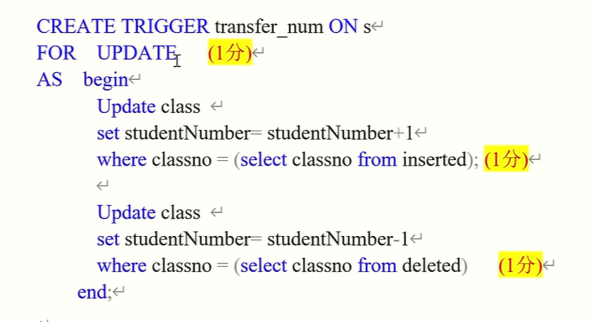 CREATE TRIGGER transfer_num ON s
FOR UPDATE (1分)
AS begin
Update class
set studentNumber= studentNumber+1
where classno = (select classno from inserted); (1分)
Update class
set studentNumber= studentNumber-1
where classno = (select classno from deleted) (1分)
end;